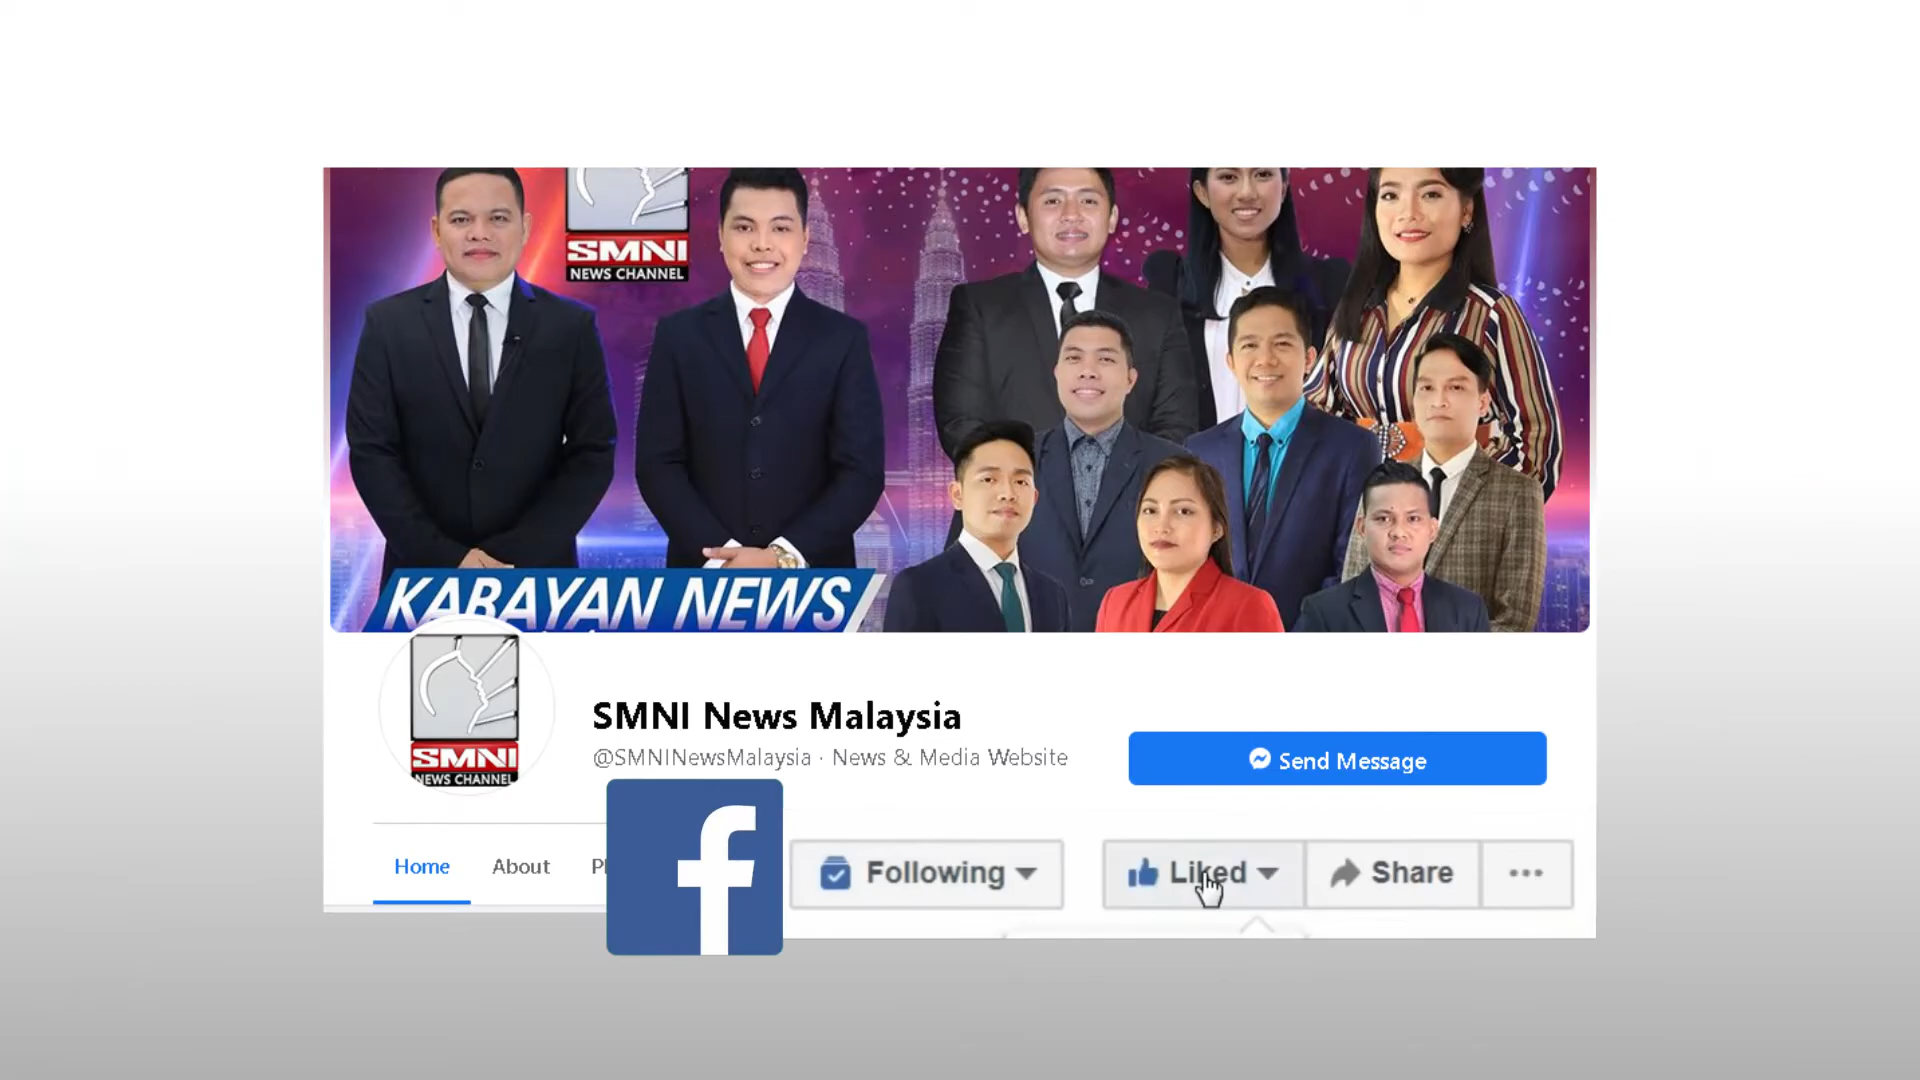 SMNI
NEWS CHANNEL
KABAYAN NEWS
SMNI
NEWS CHANNEL
SMNI News Malaysia
@SMNINewsMalaysia · News & Media Website
Send Message
Home About
Following
Liked
Share